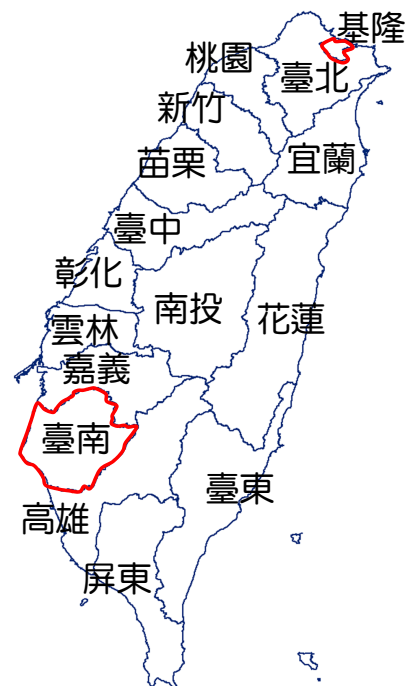 基隆
桃園
臺北
新竹
苗栗
宜蘭
臺中
彰化
南投
花蓮
雲林
嘉義
臺南
臺東
高雄
屏東